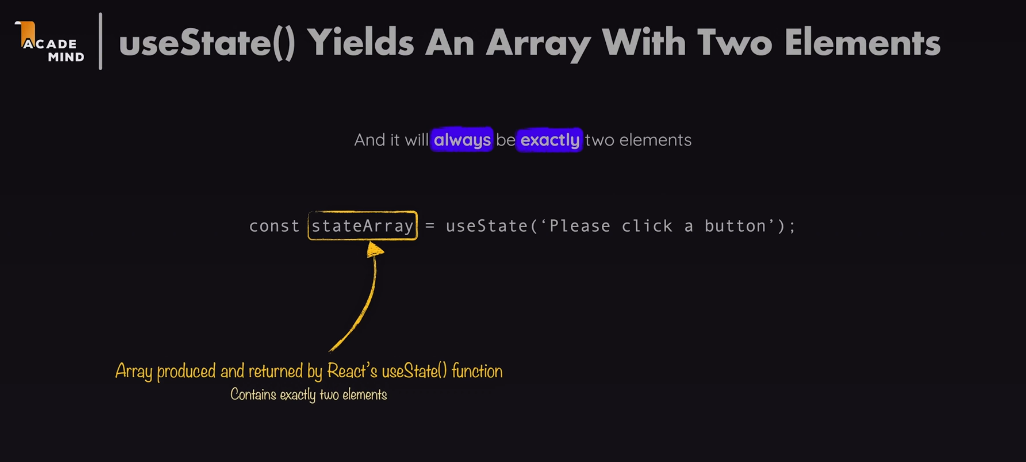 ACADE
MIND
useState() Yields An Array With Two Elements
And it will always be exactly two elements
const stateArray = useState(‘Please click a button’);
Array produced and returned by React’s useState() function
Contains exactly two elements